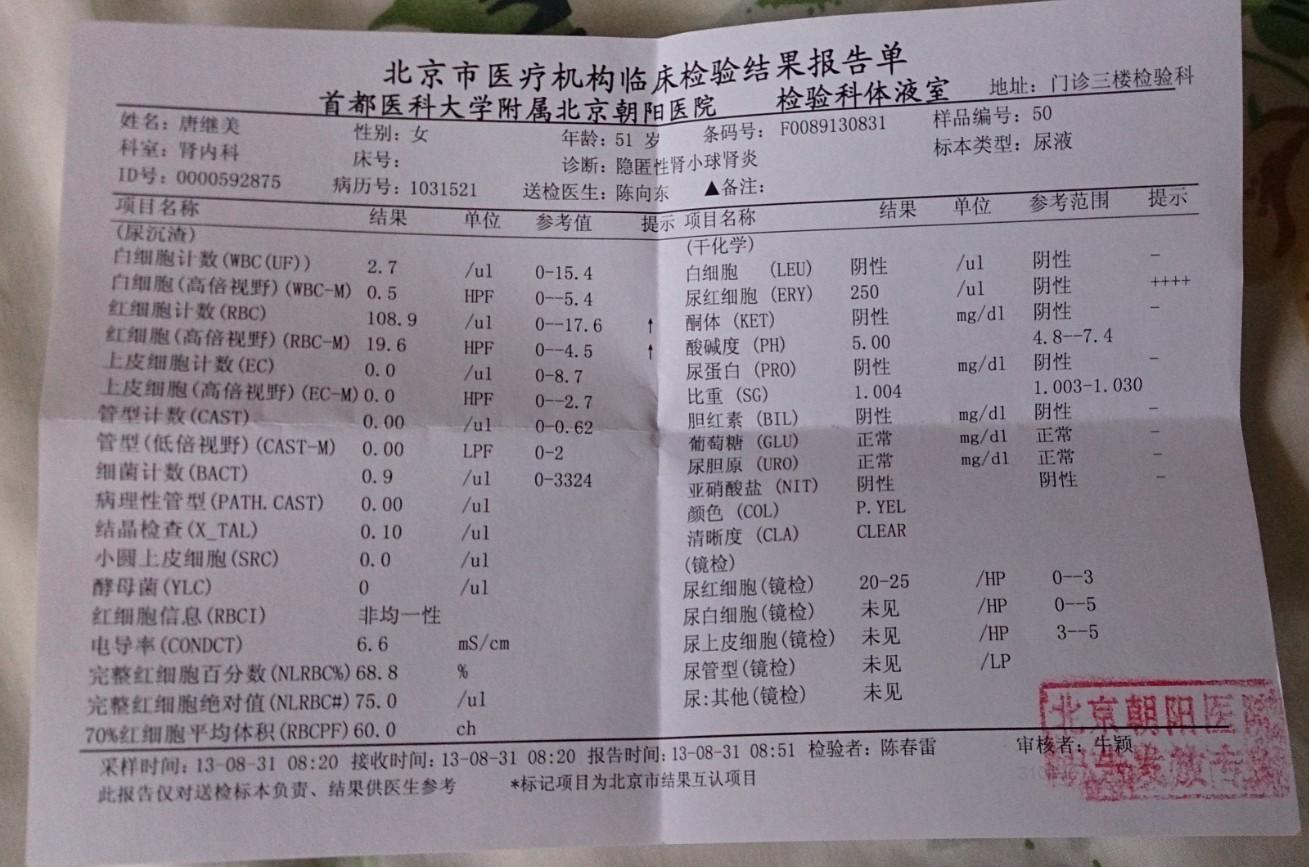 北京市医疗机构临床检验结果报告单
首都医科大学附属北京朝阳医院 检验科体液室 地址: 门诊三楼检验科
姓名: 唐继美 性别: 女 年龄: 51 岁 条码号: F0089130831 样品编号: 50
科室: 肾内科 床号: 诊断: 隐匿性肾小球肾炎 标本类型: 尿液
ID号: 0000592875 病历号: 1031521 送检医生: 陈向东 ▲备注:
项目名称 结果 单位 参考值 提示
(尿沉渣)
白细胞计数(WBC(UF)) 2.7 /ul 0-15.4
白细胞(高倍视野)(WBC-M) 0.5 HPF 0--5.4
红细胞计数(RBC) 108.9 /ul 0--17.6 ↑
红细胞(高倍视野)(RBC-M) 19.6 HPF 0--4.5 ↑
上皮细胞计数(EC) 0.0 /ul 0-8.7
上皮细胞(高倍视野)(EC-M) 0.0 HPF 0--2.7
管型计数(CAST) 0.00 /ul 0-0.62
管型(低倍视野)(CAST-M) 0.00 LPF 0-2
细菌计数(BACT) 0.9 /ul 0-3324
病理性管型(PATH.CAST) 0.00 /ul
结晶检查(X_TAL) 0.10 /ul
小圆上皮细胞(SRC) 0.0 /ul
酵母菌(YLC) 0 /ul
红细胞信息(RBCI) 非均一性
电导率(CONDCT) 6.6 mS/cm
完整红细胞百分数(NLRBC%) 68.8 %
完整红细胞绝对值(NLRBC#) 75.0 /ul
70%红细胞平均体积(RBCPF) 60.0 ch
项目名称 结果 单位 参考范围 提示
(干化学)
白细胞 (LEU) 阴性 /ul 阴性 -
尿红细胞 (ERY) 250 /ul 阴性 ++++
酮体 (KET) 阴性 mg/dl 阴性 -
酸碱度 (PH) 5.00 4.8--7.4
尿蛋白 (PRO) 阴性 mg/dl 阴性 -
比重 (SG) 1.004 1.003-1.030
胆红素 (BIL) 阴性 mg/dl 阴性 -
葡萄糖 (GLU) 正常 mg/dl 正常 -
尿胆原 (URO) 正常 mg/dl 正常 -
亚硝酸盐 (NIT) 阴性 阴性 -
颜色 (COL) P.YEL
清晰度 (CLA) CLEAR
(镜检)
尿红细胞(镜检) 20-25 /HP 0--3
尿白细胞(镜检) 未见 /HP 0--5
尿上皮细胞(镜检) 未见 /HP 3--5
尿管型(镜检) 未见 /LP
尿:其他(镜检) 未见
采样时间: 13-08-31 08:20 接收时间: 13-08-31 08:20 报告时间: 13-08-31 08:51 检验者: 陈春雷 审核者: 牛颖
此报告仅对送检标本负责、结果供医生参考 *标记项目为北京市结果互认项目
北京朝阳医院